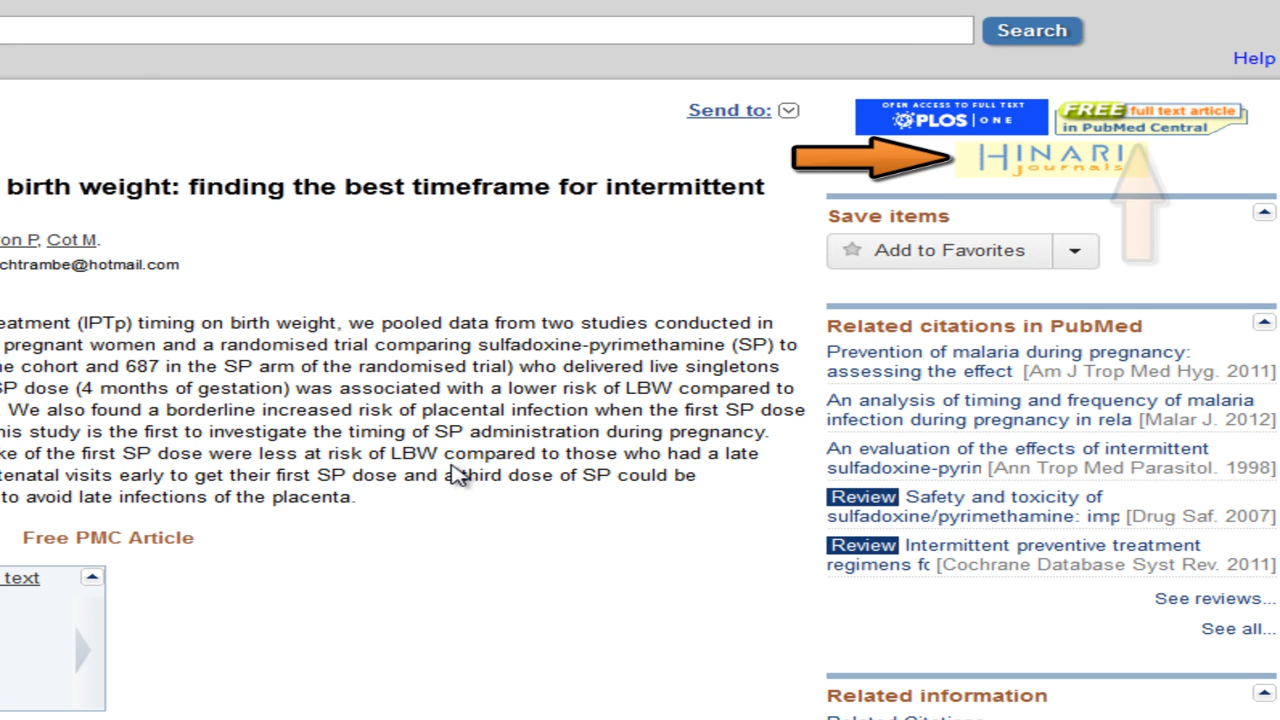 Search
Help
Send to:
OPEN ACCESS TO FULL TEXT
PLOS ONE
FREE full text article
in PubMed Central
HINARI
journals
birth weight: finding the best timeframe for intermittent
on P, Cot M.
chtrambe@hotmail.com
eatment (IPTp) timing on birth weight, we pooled data from two studies conducted in
pregnant women and a randomised trial comparing sulfadoxine-pyrimethamine (SP) to
e cohort and 687 in the SP arm of the randomised trial) who delivered live singletons
SP dose (4 months of gestation) was associated with a lower risk of LBW compared to
. We also found a borderline increased risk of placental infection when the first SP dose
his study is the first to investigate the timing of SP administration during pregnancy.
ke of the first SP dose were less at risk of LBW compared to those who had a late
tenatal visits early to get their first SP dose and a third dose of SP could be
to avoid late infections of the placenta.
Free PMC Article
text
Save items
Add to Favorites
Related citations in PubMed
Prevention of malaria during pregnancy:
assessing the effect [Am J Trop Med Hyg. 2011]
An analysis of timing and frequency of malaria
infection during pregnancy in rela [Malar J. 2012]
An evaluation of the effects of intermittent
sulfadoxine-pyrin [Ann Trop Med Parasitol. 1998]
Review Safety and toxicity of
sulfadoxine/pyrimethamine: imp [Drug Saf. 2007]
Review Intermittent preventive treatment
regimens fo [Cochrane Database Syst Rev. 2011]
See reviews...
See all...
Related information
Related Citations